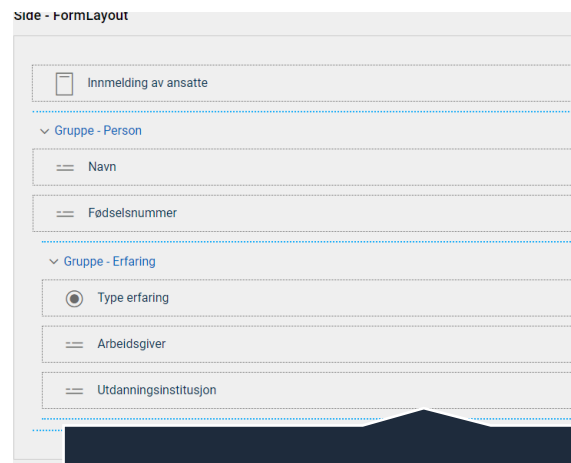 Side - FormLayout
Innmelding av ansatte
Gruppe - Person
Navn
Fødselsnummer
Gruppe - Erfaring
Type erfaring
Arbeidsgiver
Utdanningsinstitusjon